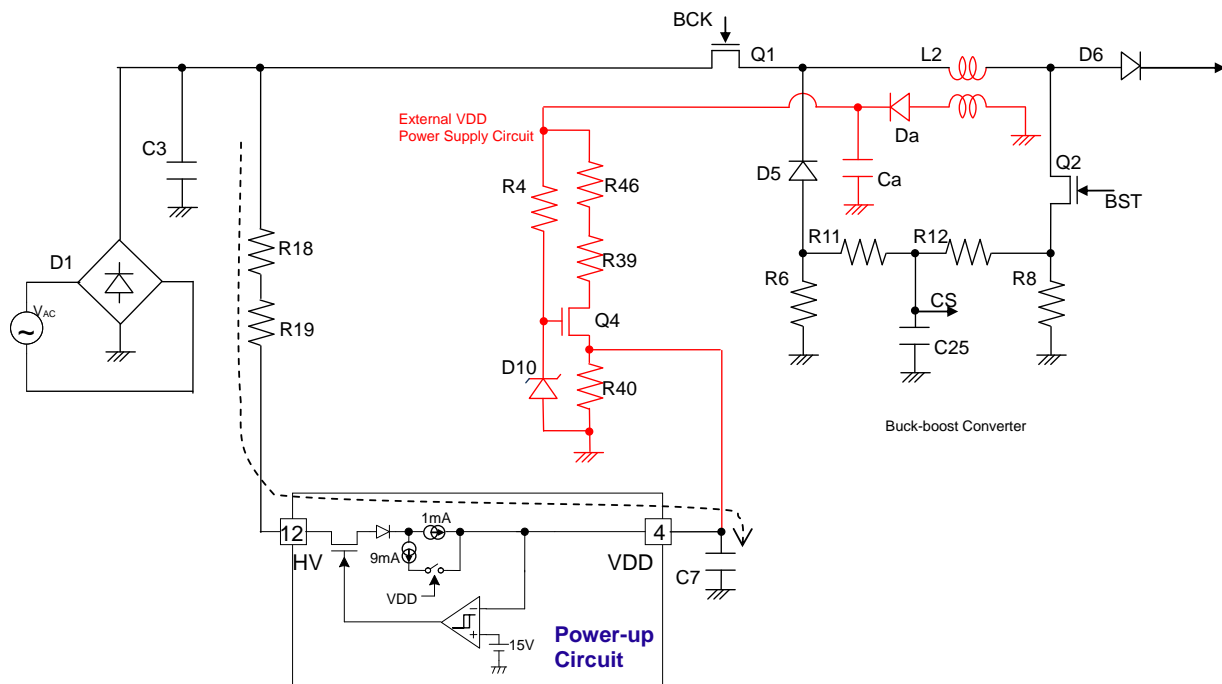 BCK
Q1
L2
D6
External VDD
Power Supply Circuit
Da
C3
R4
R46
D5
Ca
Q2
BST
R18
R11
R12
R39
D1
R6
R8
VAC
~
CS
R19
Q4
C25
D10
R40
Buck-boost Converter
1mA
12
4
HV
9mA
VDD
C7
VDD
-
+
15V
Power-up
Circuit